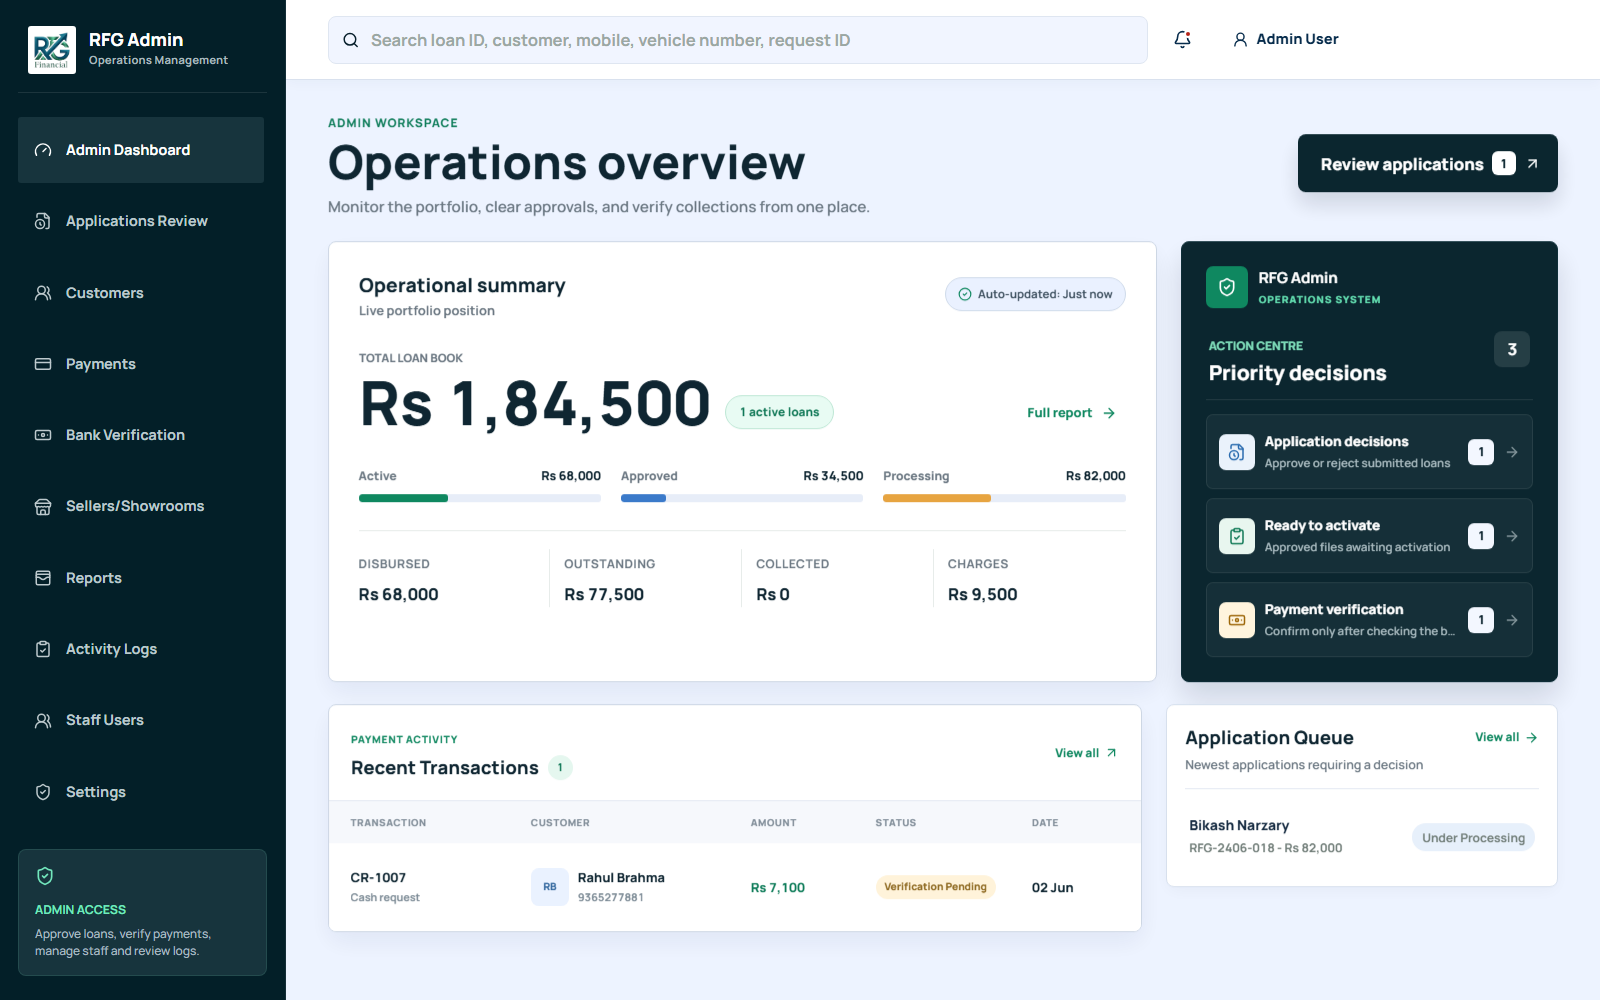 RFG
Financial
RFG Admin
Operations Management
Admin Dashboard
Applications Review
Customers
Payments
Bank Verification
Sellers/Showrooms
Reports
Activity Logs
Staff Users
Settings
ADMIN ACCESS
Approve loans, verify payments,
manage staff and review logs.
Search loan ID, customer, mobile, vehicle number, request ID
Admin User
ADMIN WORKSPACE
Operations overview
Monitor the portfolio, clear approvals, and verify collections from one place.
Review applications 1
Operational summary
Live portfolio position
Auto-updated: Just now
TOTAL LOAN BOOK
Rs 1,84,500
1 active loans
Full report
Active Rs 68,000
Approved Rs 34,500
Processing Rs 82,000
DISBURSED
Rs 68,000
OUTSTANDING
Rs 77,500
COLLECTED
Rs 0
CHARGES
Rs 9,500
RFG Admin
OPERATIONS SYSTEM
ACTION CENTRE
Priority decisions
3
Application decisions
Approve or reject submitted loans
1
Ready to activate
Approved files awaiting activation
1
Payment verification
Confirm only after checking the b...
1
PAYMENT ACTIVITY
Recent Transactions 1
View all
TRANSACTION CUSTOMER AMOUNT STATUS DATE
CR-1007
Cash request
RB
Rahul Brahma
9365277881
Rs 7,100
Verification Pending
02 Jun
Application Queue
View all
Newest applications requiring a decision
Bikash Narzary
RFG-2406-018 - Rs 82,000
Under Processing